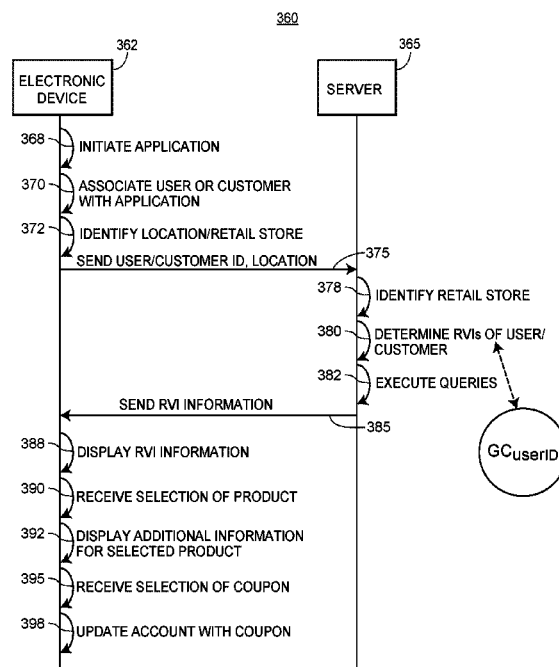 360
362
365
ELECTRONIC
DEVICE
SERVER
368
INITIATE APPLICATION
370
ASSOCIATE USER OR CUSTOMER
WITH APPLICATION
372
IDENTIFY LOCATION/RETAIL STORE
375
SEND USER/CUSTOMER ID, LOCATION
378
IDENTIFY RETAIL STORE
380
DETERMINE RVIs OF USER/
CUSTOMER
382
EXECUTE QUERIES
SEND RVI INFORMATION
385
GCuserID
388
DISPLAY RVI INFORMATION
390
RECEIVE SELECTION OF PRODUCT
392
DISPLAY ADDITIONAL INFORMATION
FOR SELECTED PRODUCT
395
RECEIVE SELECTION OF COUPON
398
UPDATE ACCOUNT WITH COUPON